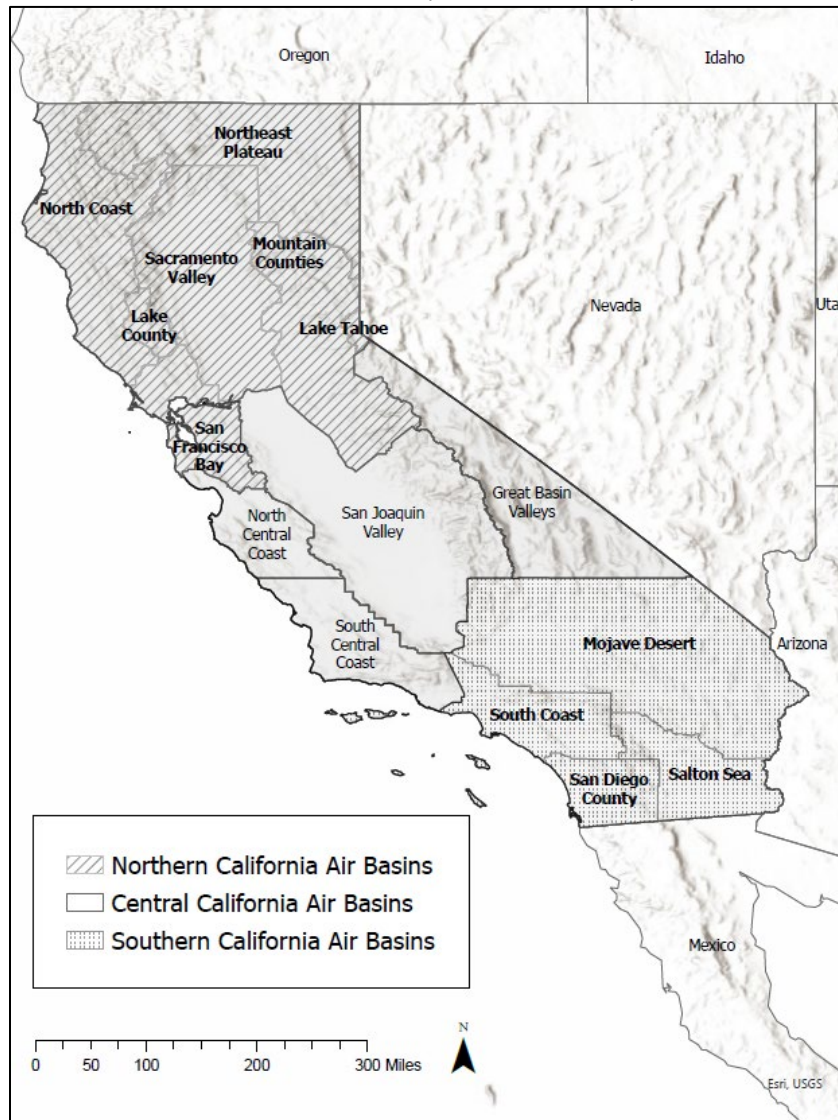 Oregon
Idaho
Northeast
Plateau
North Coast
Mountain
Counties
Sacramento
Valley
Nevada
Uta
Lake
County
Lake Tahoe
San
Francisco
Bay
Great Basin
Valleys
San Joaquin
Valley
North
Central
Coast
South
Central
Coast
Mojave Desert
Arizona
South Coast
Salton Sea
San Diego
County
Northern California Air Basins
Central California Air Basins
Southern California Air Basins
Mexico
N
0 50 100 200 300 Miles
Esri, USGS